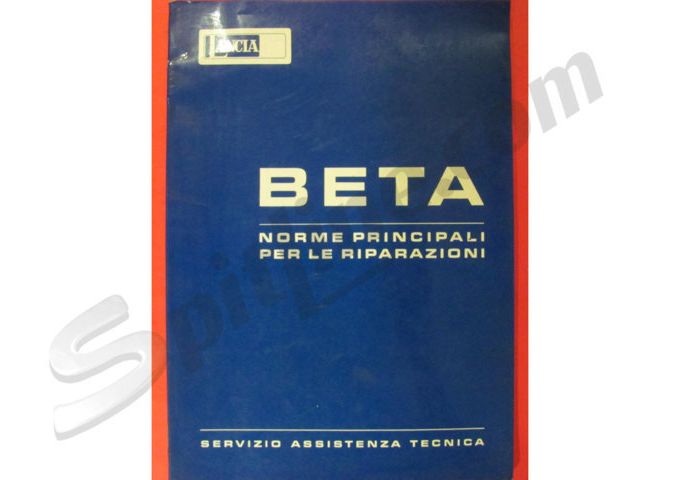 LANCIA
BETA
NORME PRINCIPALI
PER LE RIPARAZIONI
SERVIZIO ASSISTENZA TECNICA